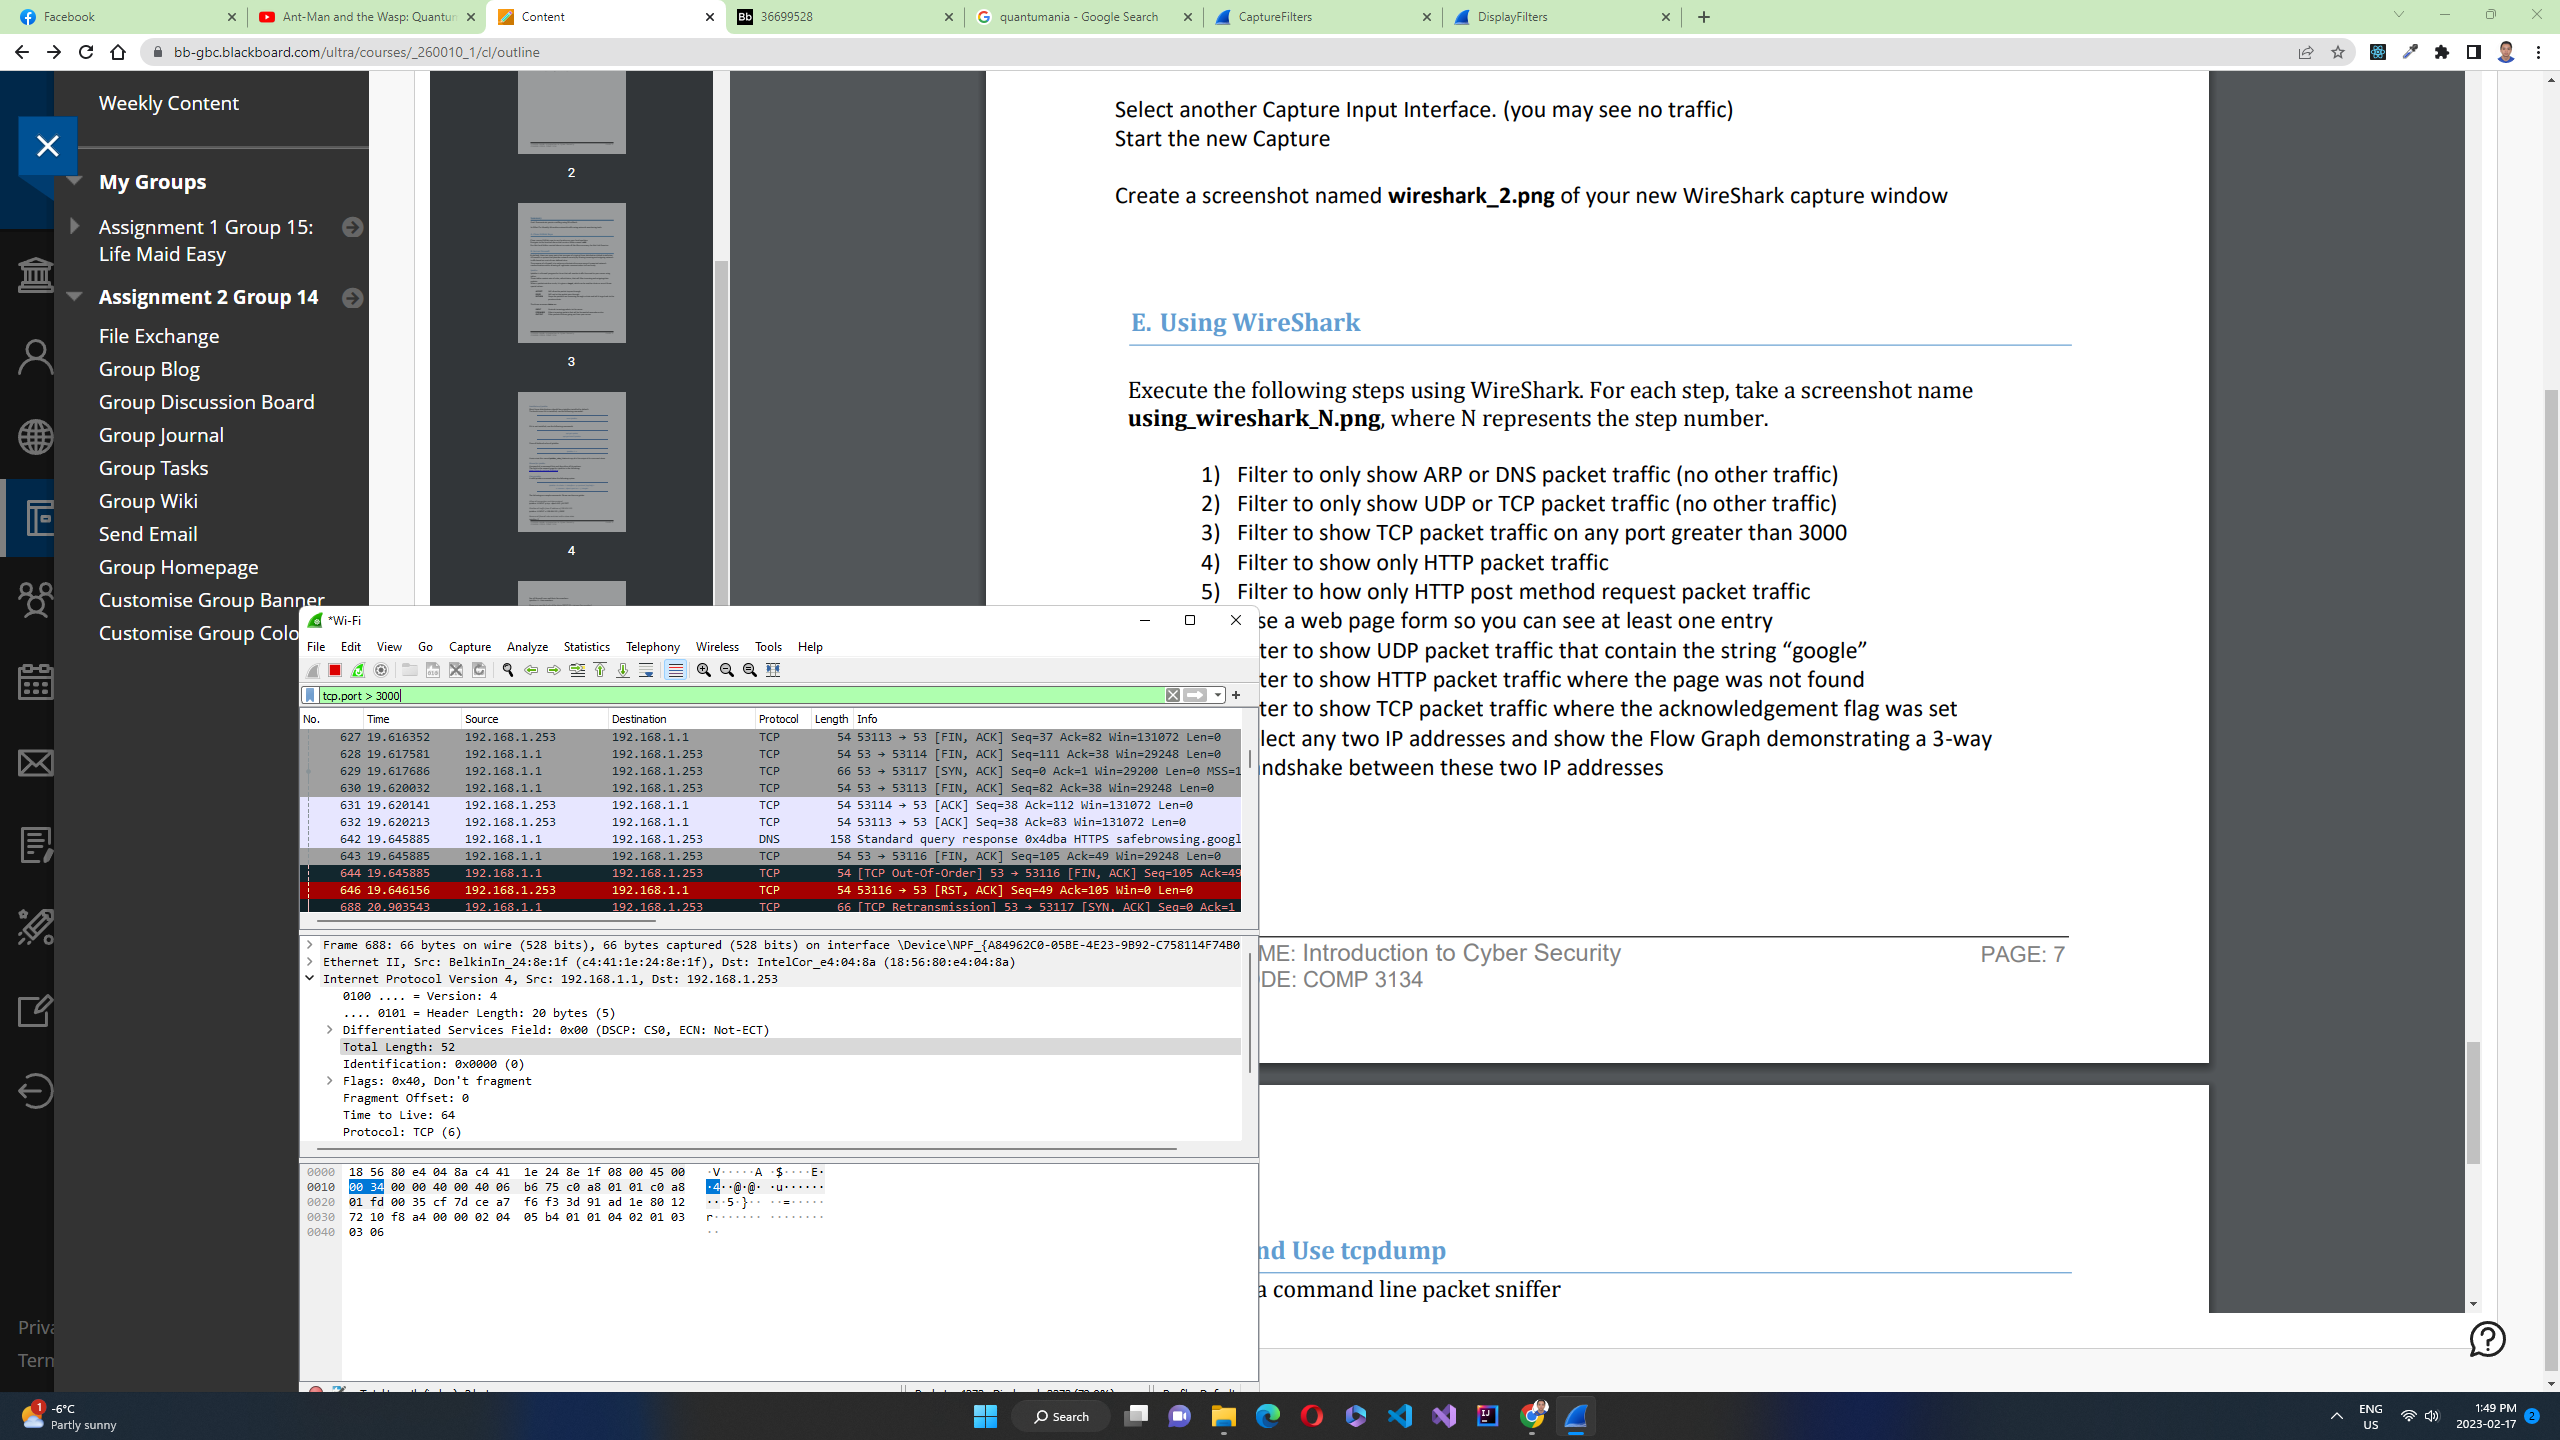 Facebook
Ant-Man and the Wasp: Quantum
Content
Bb 36699528
quantumania - Google Search
CaptureFilters
DisplayFilters
bb-gbc.blackboard.com/ultra/courses/_260010_1/cl/outline
Weekly Content
My Groups
Assignment 1 Group 15:
Life Maid Easy
Assignment 2 Group 14
File Exchange
Group Blog
Group Discussion Board
Group Journal
Group Tasks
Group Wiki
Send Email
Group Homepage
Customise Group Banner
Customise Group Colo
Priva
Term
2
3
4
Select another Capture Input Interface. (you may see no traffic)
Start the new Capture
Create a screenshot named wireshark_2.png of your new WireShark capture window
E. Using WireShark
Execute the following steps using WireShark. For each step, take a screenshot name
using_wireshark_N.png, where N represents the step number.
1) Filter to only show ARP or DNS packet traffic (no other traffic)
2) Filter to only show UDP or TCP packet traffic (no other traffic)
3) Filter to show TCP packet traffic on any port greater than 3000
4) Filter to show only HTTP packet traffic
5) Filter to how only HTTP post method request packet traffic
se a web page form so you can see at least one entry
ter to show UDP packet traffic that contain the string “google”
ter to show HTTP packet traffic where the page was not found
ter to show TCP packet traffic where the acknowledgement flag was set
lect any two IP addresses and show the Flow Graph demonstrating a 3-way
ndshake between these two IP addresses
ME: Introduction to Cyber Security
PAGE: 7
DE: COMP 3134
nd Use tcpdump
a command line packet sniffer
*Wi-Fi
File Edit View Go Capture Analyze Statistics Telephony Wireless Tools Help
tcp.port > 3000
No. Time Source Destination Protocol Length Info
627 19.616352 192.168.1.253 192.168.1.1 TCP 54 53113 → 53 [FIN, ACK] Seq=37 Ack=82 Win=131072 Len=0
628 19.617581 192.168.1.1 192.168.1.253 TCP 54 53 → 53114 [FIN, ACK] Seq=111 Ack=38 Win=29248 Len=0
629 19.617686 192.168.1.1 192.168.1.253 TCP 66 53 → 53117 [SYN, ACK] Seq=0 Ack=1 Win=29200 Len=0 MSS=1
630 19.620032 192.168.1.1 192.168.1.253 TCP 54 53 → 53113 [FIN, ACK] Seq=82 Ack=38 Win=29248 Len=0
631 19.620141 192.168.1.253 192.168.1.1 TCP 54 53114 → 53 [ACK] Seq=38 Ack=112 Win=131072 Len=0
632 19.620213 192.168.1.253 192.168.1.1 TCP 54 53113 → 53 [ACK] Seq=38 Ack=83 Win=131072 Len=0
642 19.645885 192.168.1.1 192.168.1.253 DNS 158 Standard query response 0x4dba HTTPS safebrowsing.googl
643 19.645885 192.168.1.1 192.168.1.253 TCP 54 53 → 53116 [FIN, ACK] Seq=105 Ack=49 Win=29248 Len=0
644 19.645885 192.168.1.1 192.168.1.253 TCP 54 [TCP Out-Of-Order] 53 → 53116 [FIN, ACK] Seq=105 Ack=49
646 19.646156 192.168.1.253 192.168.1.1 TCP 54 53116 → 53 [RST, ACK] Seq=49 Ack=105 Win=0 Len=0
688 20.903543 192.168.1.1 192.168.1.253 TCP 66 [TCP Retransmission] 53 → 53117 [SYN, ACK] Seq=0 Ack=1
Frame 688: 66 bytes on wire (528 bits), 66 bytes captured (528 bits) on interface \Device\NPF_{A84962C0-05BE-4E23-9B92-C758114F74B0
Ethernet II, Src: BelkinIn_24:8e:1f (c4:41:1e:24:8e:1f), Dst: IntelCor_e4:04:8a (18:56:80:e4:04:8a)
Internet Protocol Version 4, Src: 192.168.1.1, Dst: 192.168.1.253
0100 .... = Version: 4
.... 0101 = Header Length: 20 bytes (5)
Differentiated Services Field: 0x00 (DSCP: CS0, ECN: Not-ECT)
Total Length: 52
Identification: 0x0000 (0)
Flags: 0x40, Don't fragment
Fragment Offset: 0
Time to Live: 64
Protocol: TCP (6)
0000 18 56 80 e4 04 8a c4 41 1e 24 8e 1f 08 00 45 00 ·V·····A ·$····E·
0010 00 34 00 00 40 00 40 06 b6 75 c0 a8 01 01 c0 a8 ·4··@·@· ·u······
0020 01 fd 00 35 cf 7d ce a7 f6 f3 3d 91 ad 1e 80 12 ···5·}·· ··=·····
0030 72 10 f8 a4 00 00 02 04 05 b4 01 01 04 02 01 03 r······· ········
0040 03 06 ··
1
-6°C
Partly sunny
Search
ENG
US
1:49 PM
2023-02-17
2